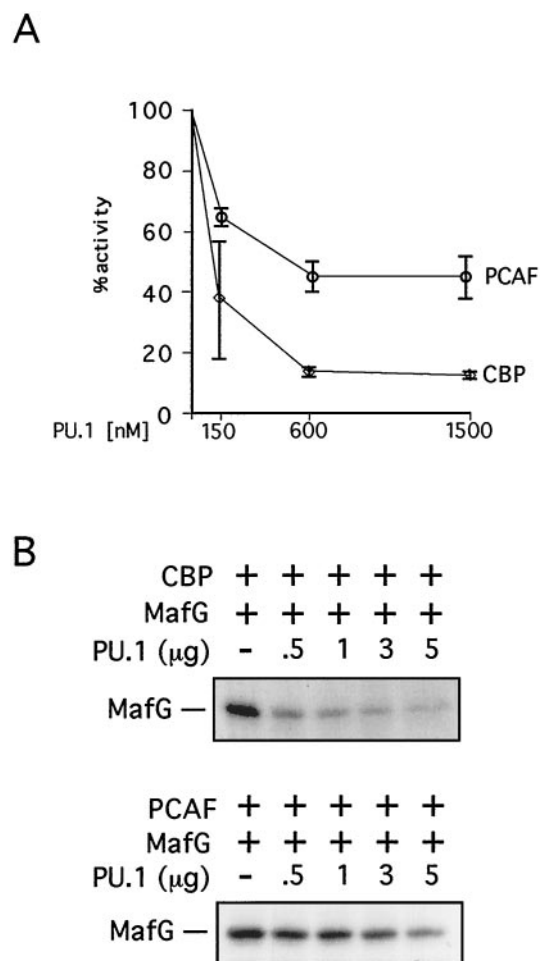 A
100
80
60
40
20
0
%activity
PCAF
CBP
PU.1 [nM] 150 600 1500
B
CBP + + + + +
MafG + + + + +
PU.1 (μg) - .5 1 3 5
MafG —
PCAF + + + + +
MafG + + + + +
PU.1 (μg) - .5 1 3 5
MafG —